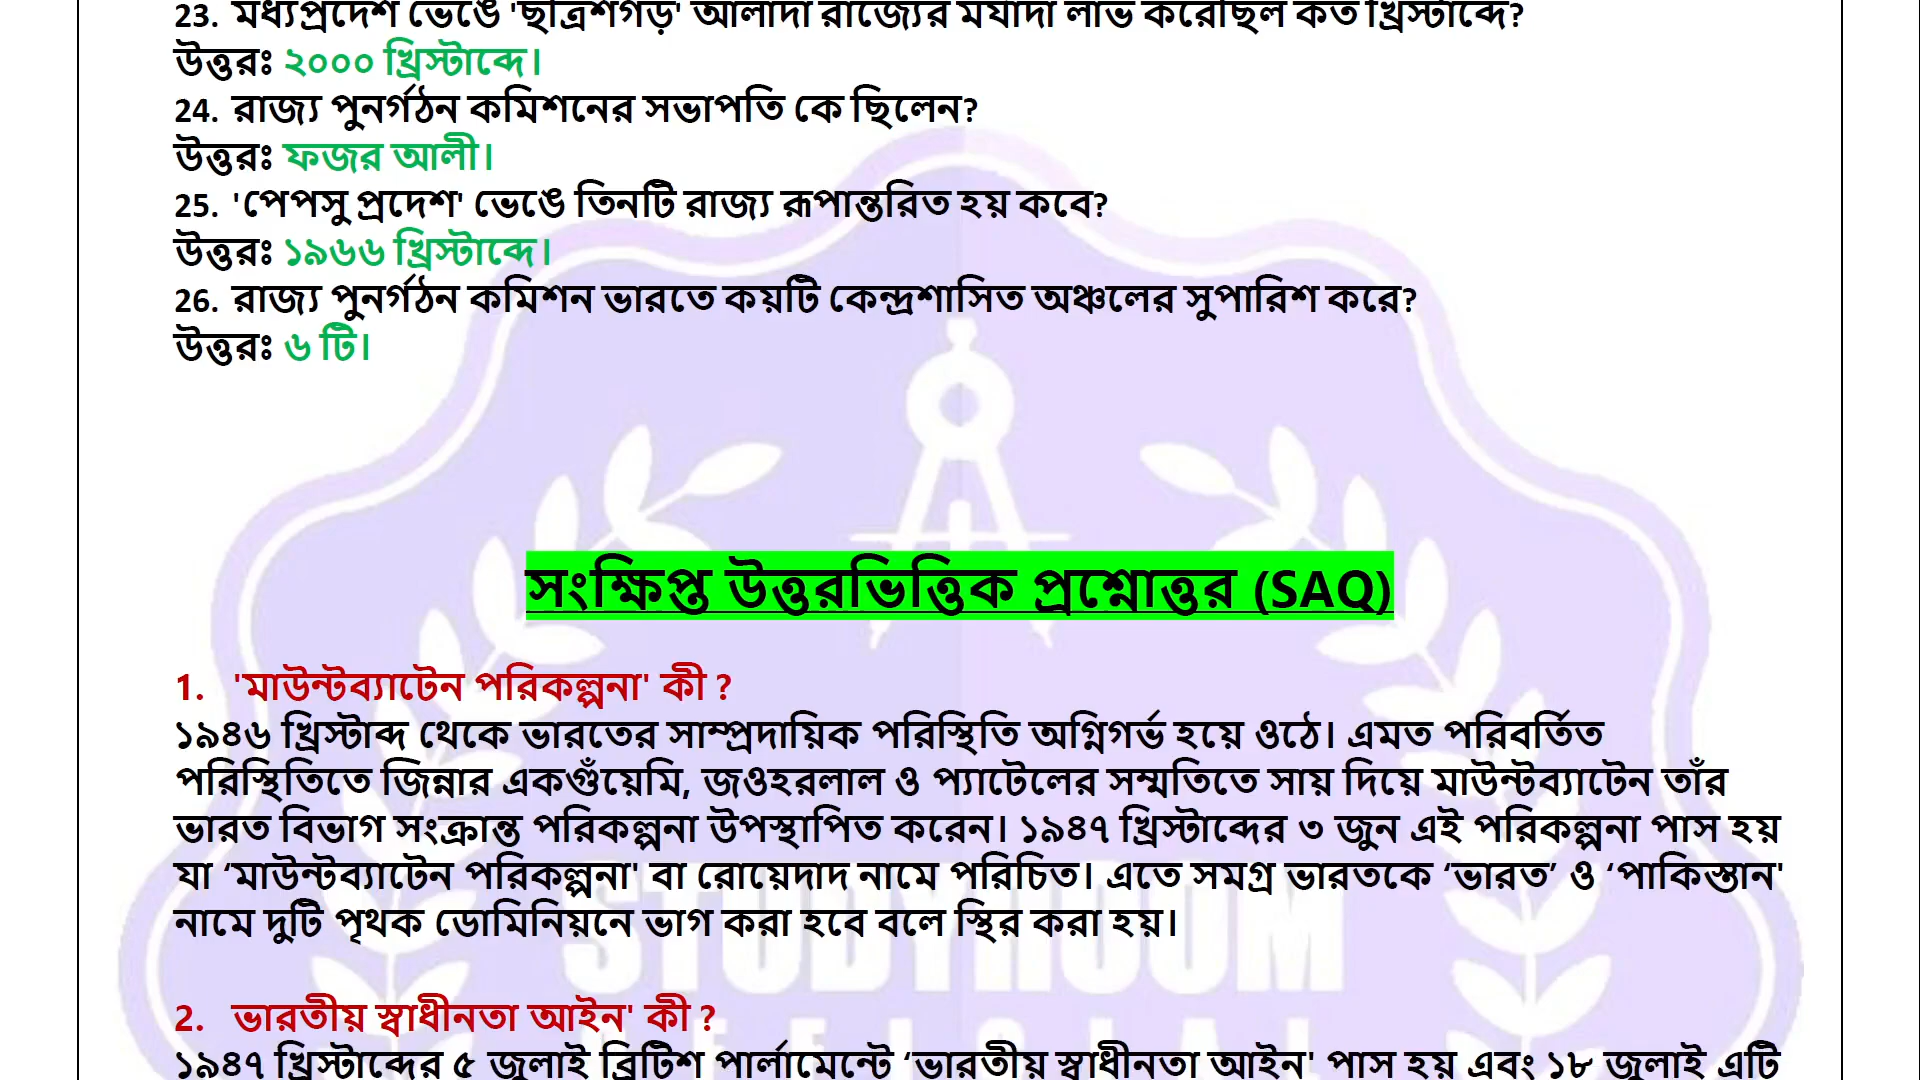 23. মধ্যপ্রদেশ ভেঙে 'ছত্রিশগড়' আলাদা রাজ্যের মর্যাদা লাভ করেছিল কত খ্রিস্টাব্দে?
উত্তরঃ ২০০০ খ্রিস্টাব্দে।
24. রাজ্য পুনর্গঠন কমিশনের সভাপতি কে ছিলেন?
উত্তরঃ ফজর আলী।
25. 'পেপসু প্রদেশ' ভেঙে তিনটি রাজ্য রূপান্তরিত হয় কবে?
উত্তরঃ ১৯৬৬ খ্রিস্টাব্দে।
26. রাজ্য পুনর্গঠন কমিশন ভারতে কয়টি কেন্দ্রশাসিত অঞ্চলের সুপারিশ করে?
উত্তরঃ ৬ টি।
সংক্ষিপ্ত উত্তরভিত্তিক প্রশ্নোত্তর (SAQ)
1. 'মাউন্টব্যাটেন পরিকল্পনা' কী ?
১৯৪৬ খ্রিস্টাব্দ থেকে ভারতের সাম্প্রদায়িক পরিস্থিতি অগ্নিগর্ভ হয়ে ওঠে। এমত পরিবর্তিত
পরিস্থিতিতে জিন্নার একগুঁয়েমি, জওহরলাল ও প্যাটেলের সম্মতিতে সায় দিয়ে মাউন্টব্যাটেন তাঁর
ভারত বিভাগ সংক্রান্ত পরিকল্পনা উপস্থাপিত করেন। ১৯৪৭ খ্রিস্টাব্দের ৩ জুন এই পরিকল্পনা পাস হয়
যা ‘মাউন্টব্যাটেন পরিকল্পনা' বা রোয়েদাদ নামে পরিচিত। এতে সমগ্র ভারতকে ‘ভারত’ ও ‘পাকিস্তান'
নামে দুটি পৃথক ডোমিনিয়নে ভাগ করা হবে বলে স্থির করা হয়।
STUDYROOM
2. ভারতীয় স্বাধীনতা আইন' কী ?
১৯৪৭ খ্রিস্টাব্দের ৫ জুলাই ব্রিটিশ পার্লামেন্টে ‘ভারতীয় স্বাধীনতা আইন' পাস হয় এবং ১৮ জুলাই এটি